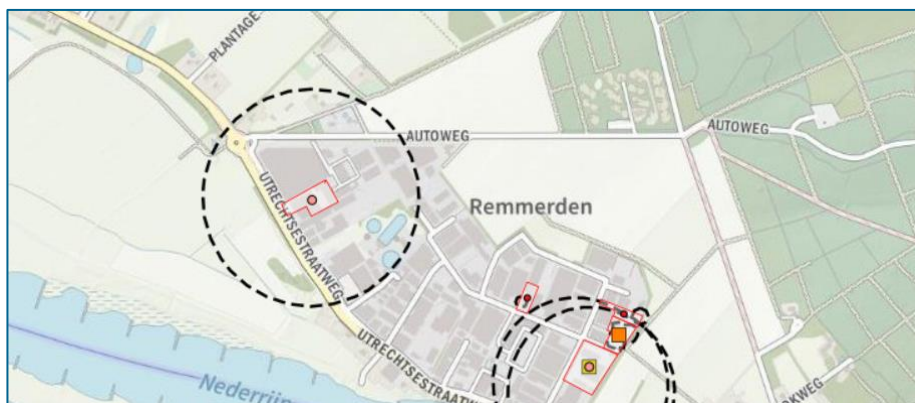 PLANTAGE
AUTOWEG
AUTOWEG
UTRECHTSESTRAATWEG
Remmerden
UTRECHTSESTRAATWEG
Nederrijn